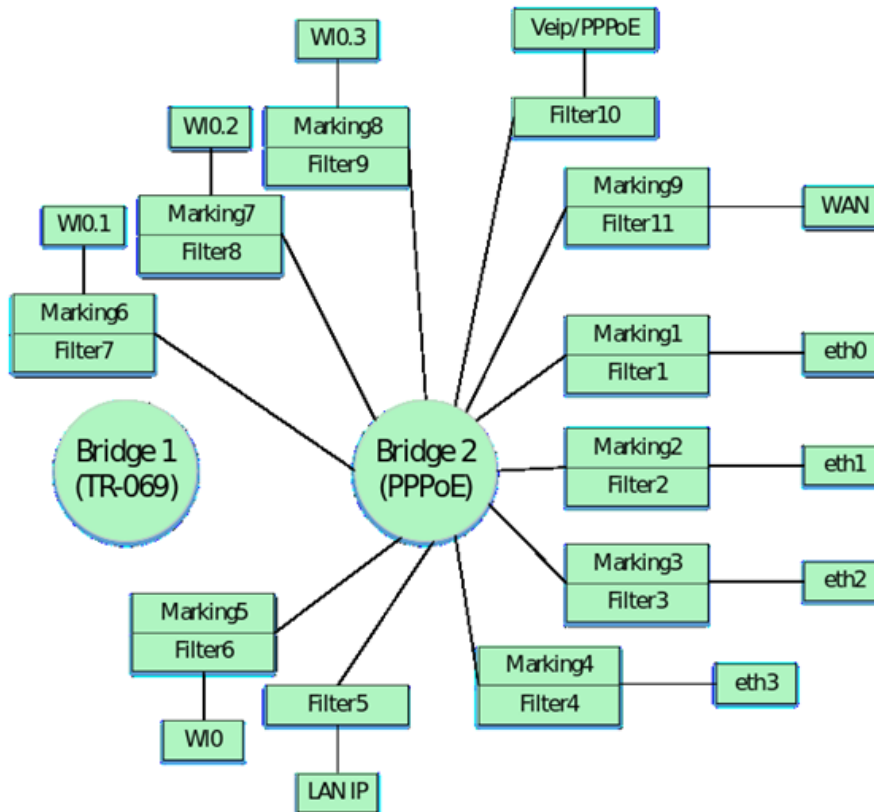 Veip/PPPoE
Wl0.3
Filter10
Marking8
Wl0.2
Filter9
Marking9
Marking7
WAN
Wl0.1
Filter11
Filter8
Marking6
Marking1
Filter7
eth0
Filter1
Bridge 1
(TR-069)
Bridge 2
(PPPoE)
Marking2
eth1
Filter2
Marking3
eth2
Filter3
Marking5
Filter6
Marking4
eth3
Filter5
Filter4
Wl0
LAN IP